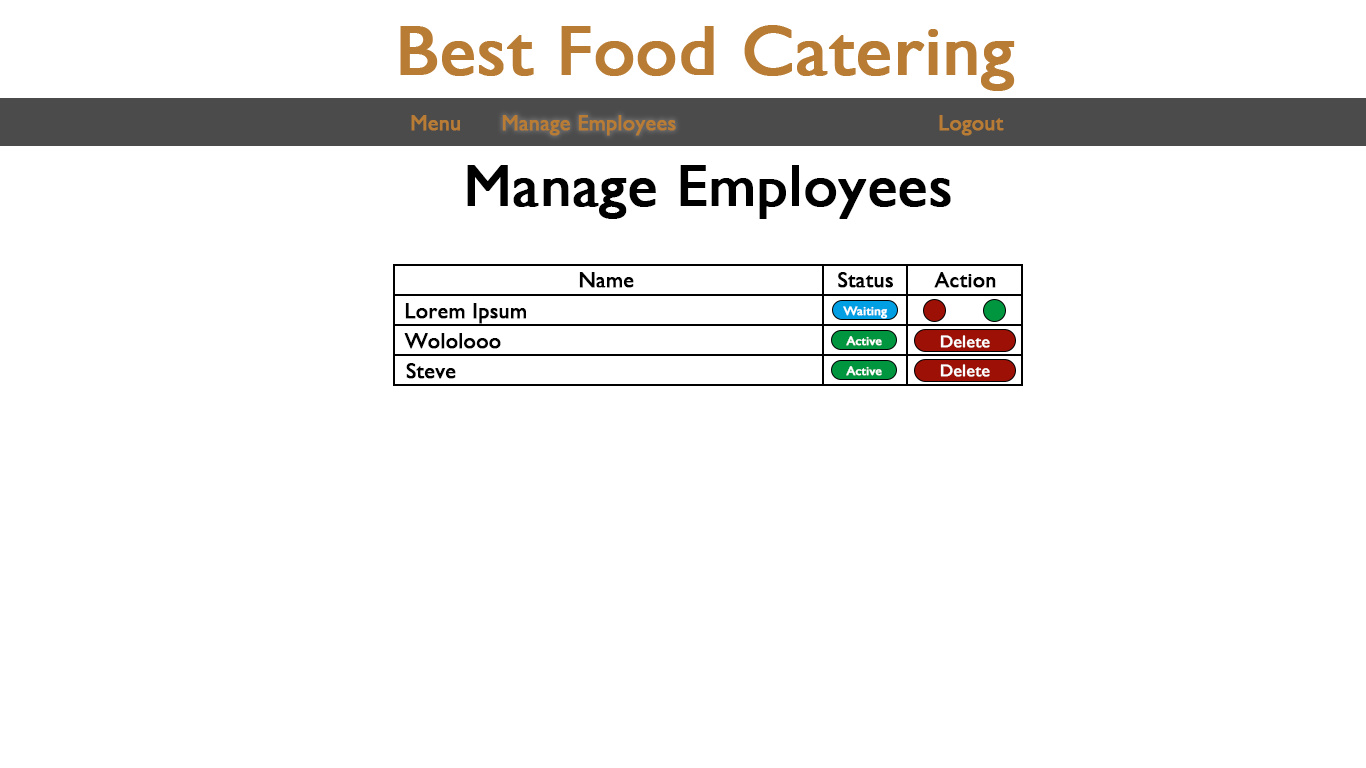 Best Food Catering
Menu Manage Employees Logout
Manage Employees
Name Status Action
Lorem Ipsum Waiting
Wololooo Active Delete
Steve Active Delete